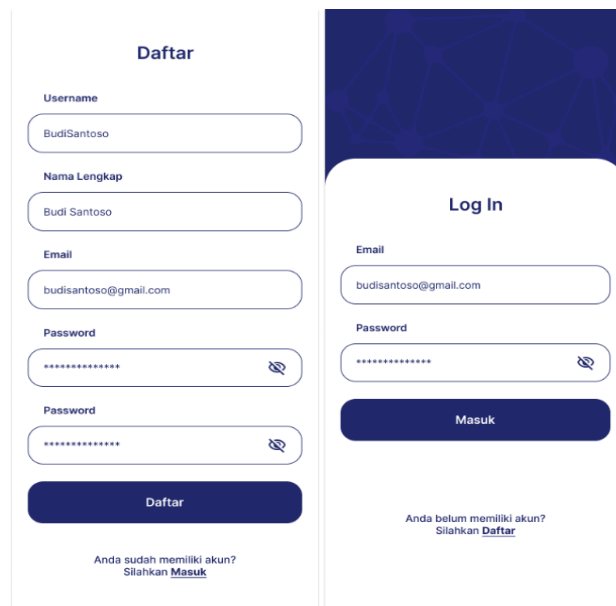 Daftar
Username
BudiSantoso
Nama Lengkap
Budi Santoso
Email
budisantoso@gmail.com
Password
**************
Password
**************
Daftar
Anda sudah memiliki akun?
Silahkan Masuk
Log In
Email
budisantoso@gmail.com
Password
**************
Masuk
Anda belum memiliki akun?
Silahkan Daftar